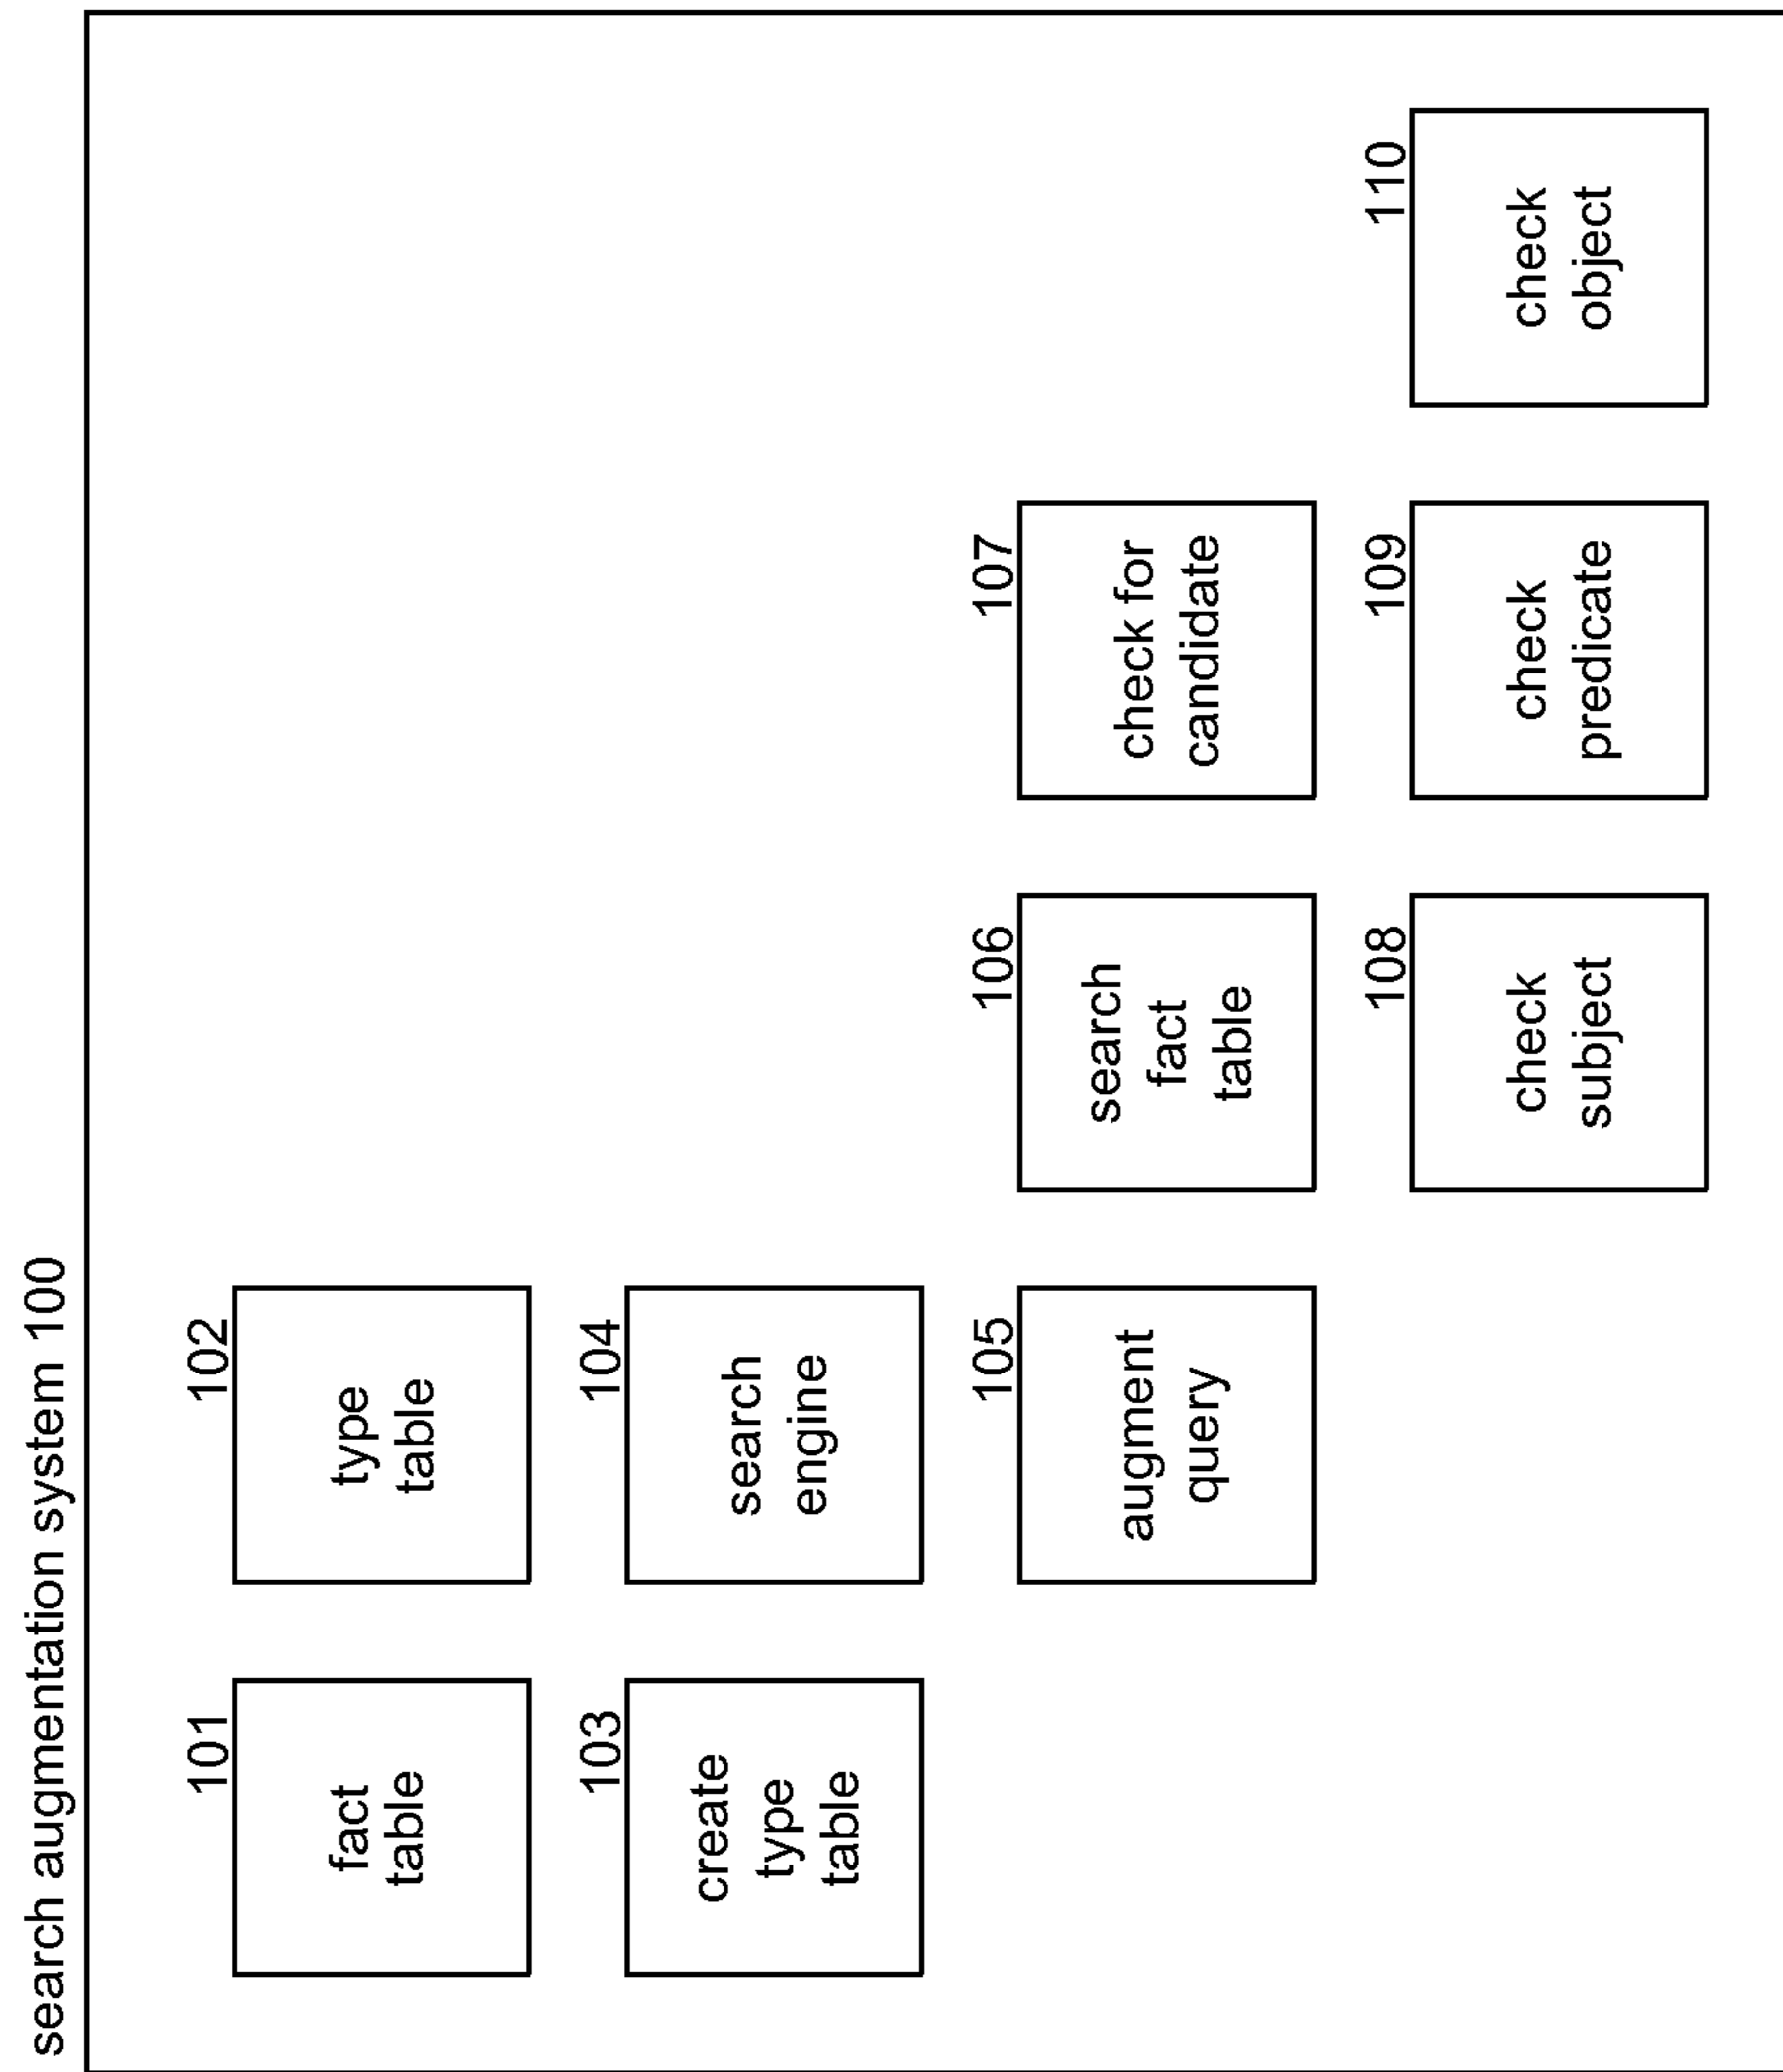 search augmentation system 100
101
fact
table
102
type
table
103
create
type
table
104
search
engine
105
augment
query
106
search
fact
table
107
check for
candidate
108
check
subject
109
check
predicate
110
check
object